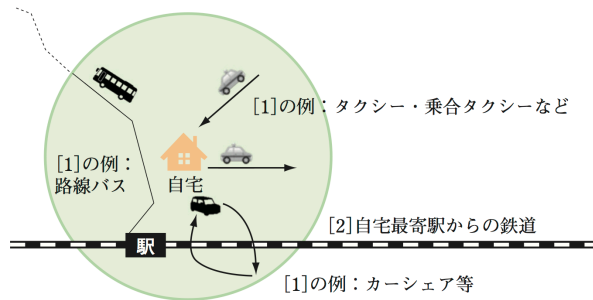 [1]の例：タクシー・乗合タクシーなど
[1]の例：
路線バス
自宅
[2]自宅最寄駅からの鉄道
駅
[1]の例：カーシェア等